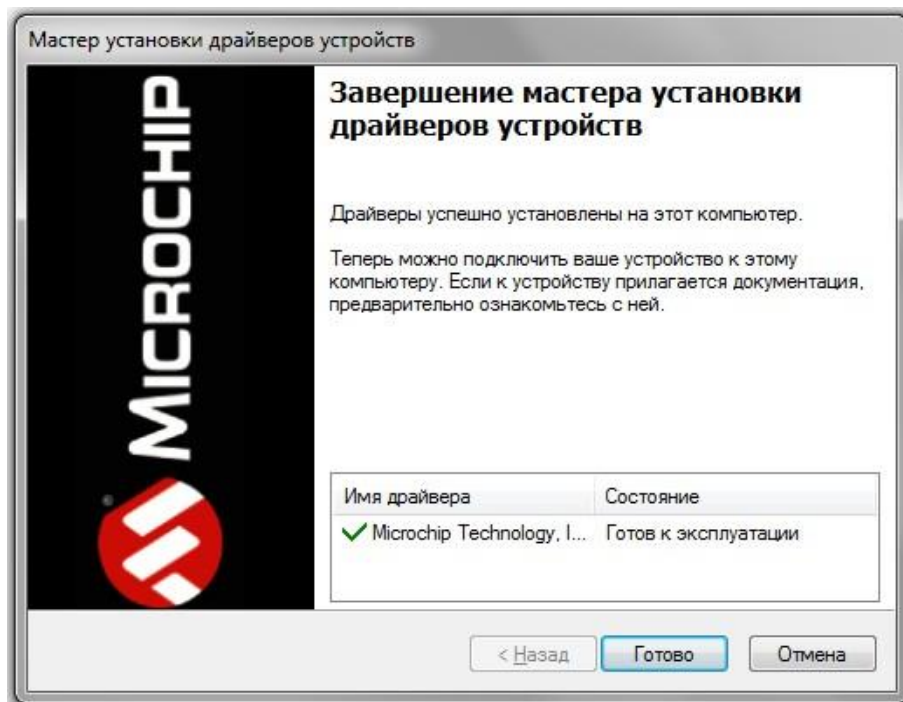 Мастер установки драйверов устройств
MICROCHIP
Завершение мастера установки
драйверов устройств
Драйверы успешно установлены на этот компьютер.
Теперь можно подключить ваше устройство к этому
компьютеру. Если к устройству прилагается документация,
предварительно ознакомьтесь с ней.
Имя драйвера Состояние
Microchip Technology, I... Готов к эксплуатации
< Назад Готово Отмена